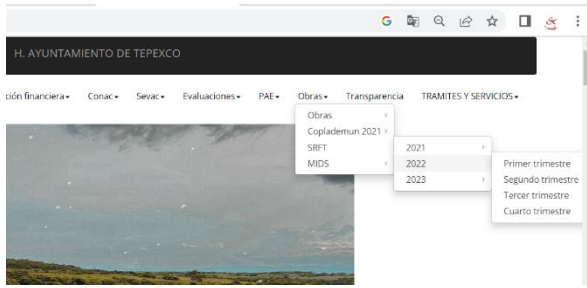 H. AYUNTAMIENTO DE TEPEXCO
ción financiera Conac Sevac Evaluaciones PAE Obras Transparencia TRAMITES Y SERVICIOS
Obras
Coplademun 2021
SRFT
MIDS
2021
2022
2023
Primer trimestre
Segundo trimestre
Tercer trimestre
Cuarto trimestre